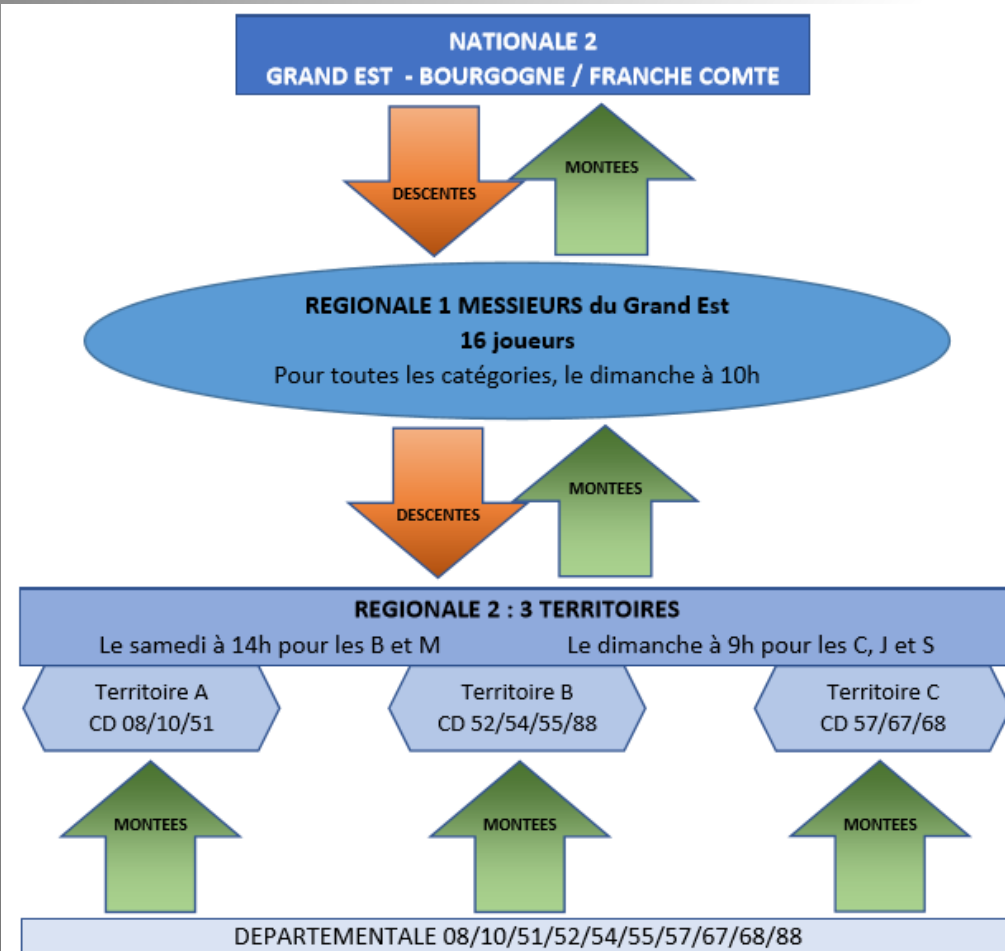 NATIONALE 2
GRAND EST - BOURGOGNE / FRANCHE COMTE
DESCENTES
MONTEES
REGIONALE 1 MESSIEURS du Grand Est
16 joueurs
Pour toutes les catégories, le dimanche à 10h
DESCENTES
MONTEES
REGIONALE 2 : 3 TERRITOIRES
Le samedi à 14h pour les B et M
Le dimanche à 9h pour les C, J et S
Territoire A
CD 08/10/51
Territoire B
CD 52/54/55/88
Territoire C
CD 57/67/68
MONTEES
MONTEES
MONTEES
DEPARTEMENTALE 08/10/51/52/54/55/57/67/68/88